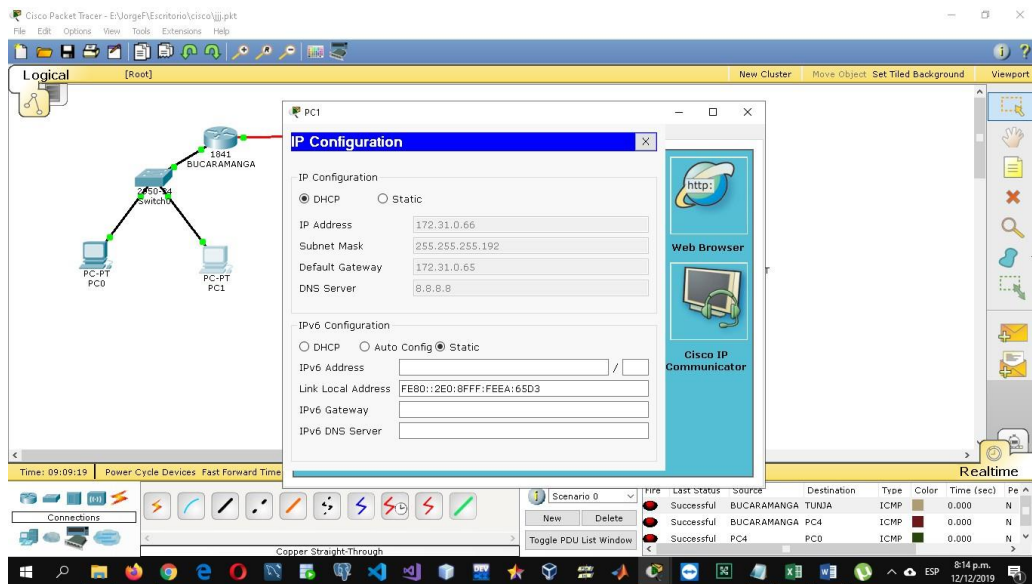 Cisco Packet Tracer - E:\JorgeF\Escritorio\cisco\jjj.pkt
File Edit Options View Tools Extensions Help
Logical
[Root]
New Cluster
Move Object
Set Tiled Background
Viewport
1841
BUCARAMANGA
2950-24
Switch0
PC-PT
PC0
PC-PT
PC1
PC1
IP Configuration
IP Configuration
DHCP
Static
IP Address
172.31.0.66
Subnet Mask
255.255.255.192
Default Gateway
172.31.0.65
DNS Server
8.8.8.8
IPv6 Configuration
DHCP
Auto Config
Static
IPv6 Address
/
Link Local Address
FE80::2E0:8FFF:FEEA:65D3
IPv6 Gateway
IPv6 DNS Server
http:
Web Browser
Cisco IP
Communicator
T
Time: 09:09:19
Power Cycle Devices Fast Forward Time
Realtime
Connections
Copper Straight-Through
Scenario 0
New
Delete
Toggle PDU List Window
Fire Last Status Source Destination Type Color Time (sec) Pe
Successful BUCARAMANGA TUNJA ICMP 0.000 N
Successful BUCARAMANGA PC4 ICMP 0.000 N
Successful PC4 PC0 ICMP 0.000 N
ESP
8:14 p.m.
12/12/2019